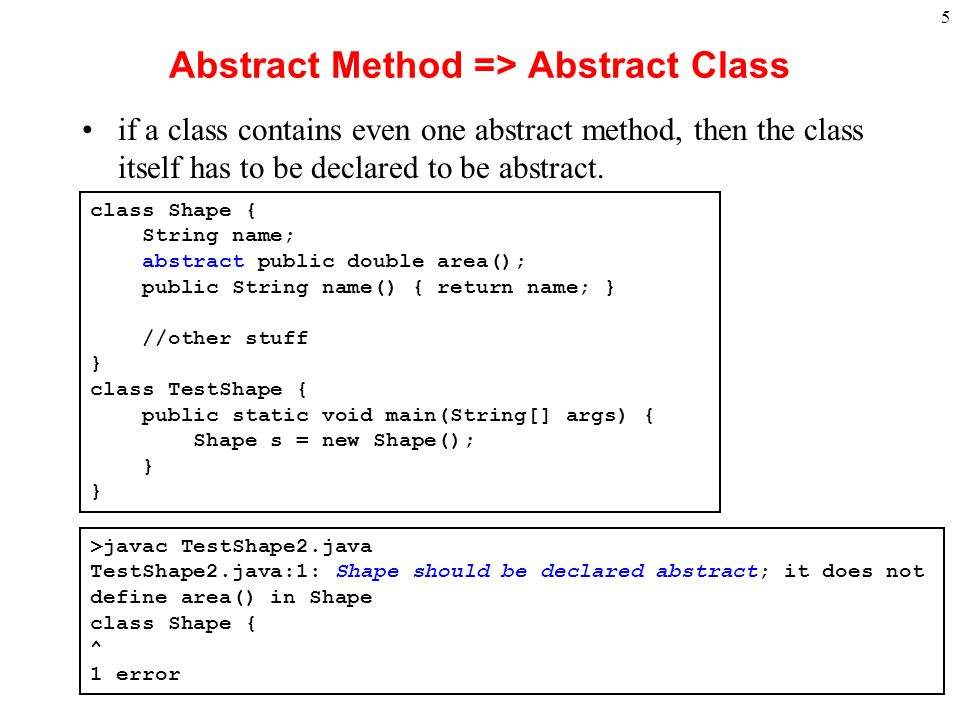 5
Abstract Method => Abstract Class
• if a class contains even one abstract method, then the class
itself has to be declared to be abstract.
class Shape {
    String name;
    abstract public double area();
    public String name() { return name; }

    //other stuff
}
class TestShape {
    public static void main(String[] args) {
        Shape s = new Shape();
    }
}
>javac TestShape2.java
TestShape2.java:1: Shape should be declared abstract; it does not
define area() in Shape
class Shape {
^
1 error